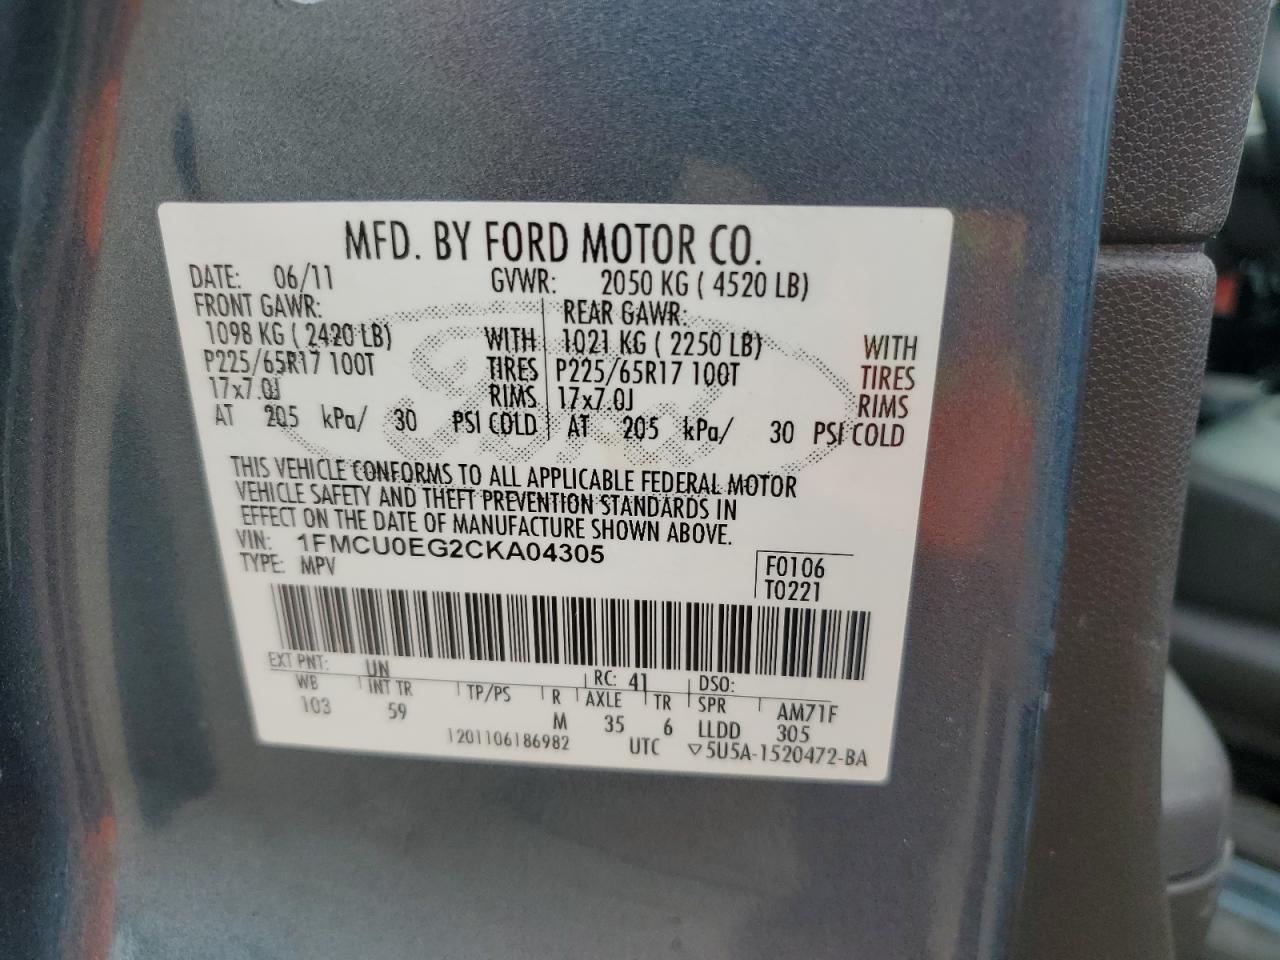 MFD. BY FORD MOTOR CO.
DATE: 06/11 GVWR: 2050 KG ( 4520 LB)
FRONT GAWR: REAR GAWR:
1098 KG ( 2420 LB) WITH 1021 KG ( 2250 LB) WITH
P225/65R17 100T TIRES P225/65R17 100T TIRES
17x7.0J RIMS 17x7.0J RIMS
AT 205 kPa/ 30 PSI COLD AT 205 kPa/ 30 PSI COLD
THIS VEHICLE CONFORMS TO ALL APPLICABLE FEDERAL MOTOR
VEHICLE SAFETY AND THEFT PREVENTION STANDARDS IN
EFFECT ON THE DATE OF MANUFACTURE SHOWN ABOVE.
VIN: 1FMCU0EG2CKA04305
TYPE: MPV
F0106
T0221
EXT PNT: UN RC: 41 DSO:
WB INT TR TP/PS R AXLE TR SPR AM71F
103 59 M 35 6 LLDD 305
1201106186982 UTC ▽5U5A-1520472-BA